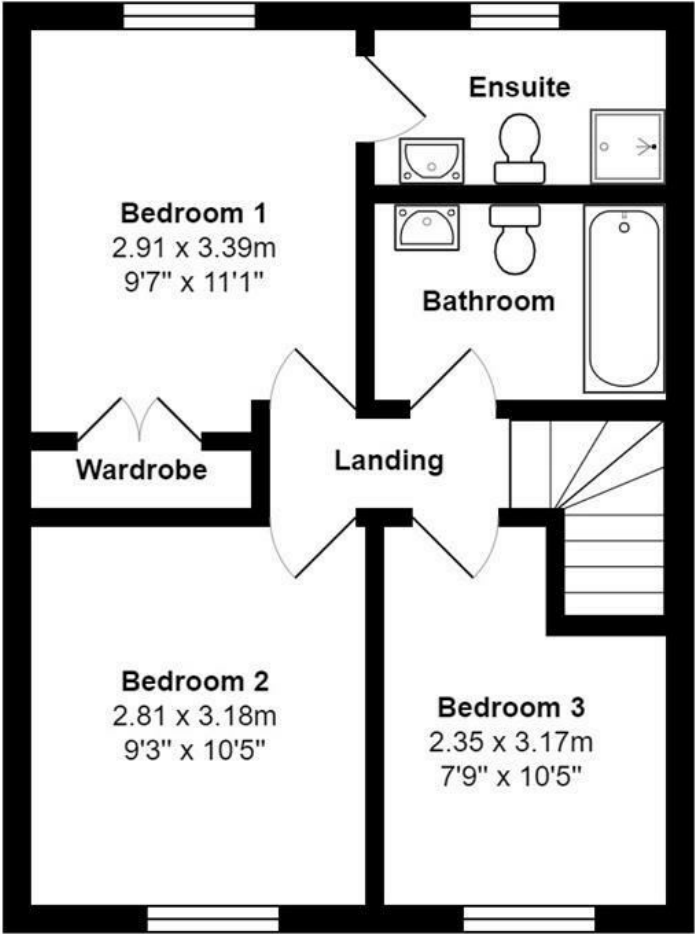 Ensuite
Bedroom 1
2.91 x 3.39m
9'7" x 11'1"
Bathroom
Wardrobe
Landing
Bedroom 2
2.81 x 3.18m
9'3" x 10'5"
Bedroom 3
2.35 x 3.17m
7'9" x 10'5"